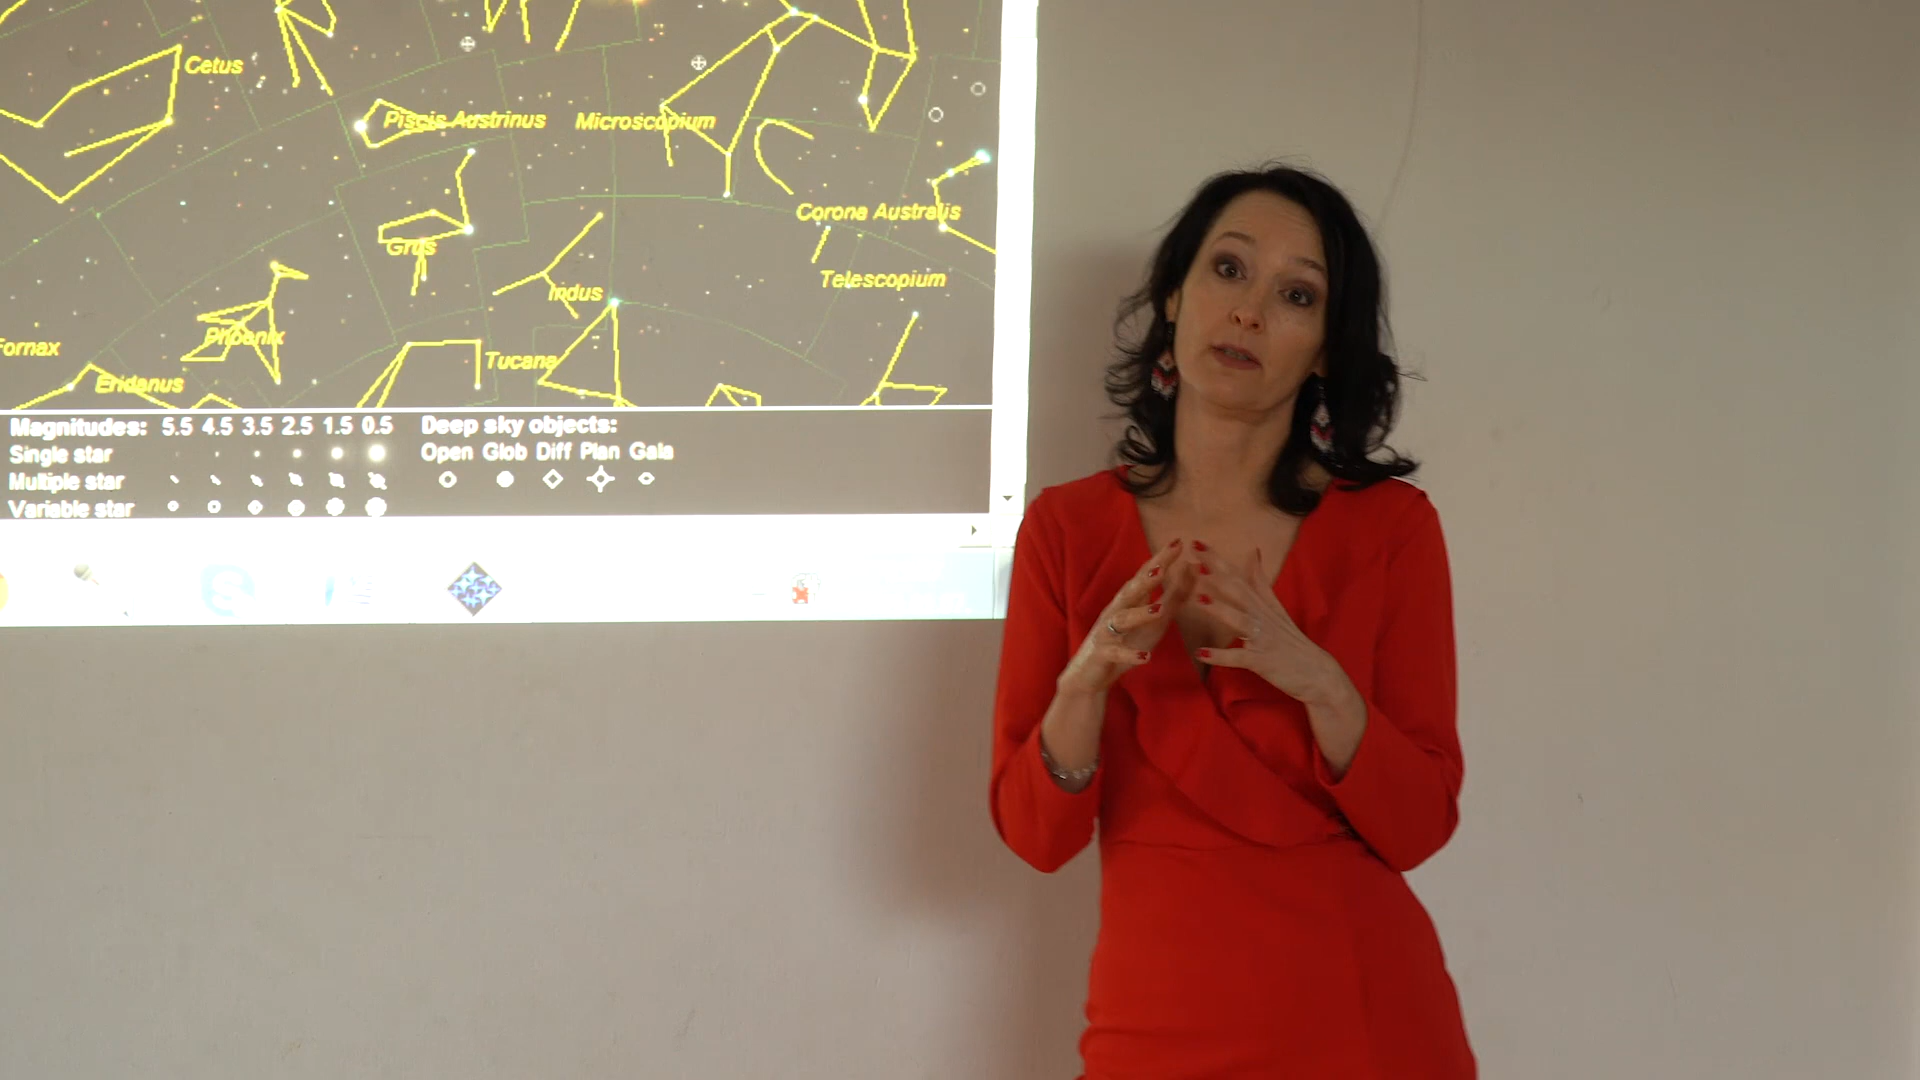 Cetus
Piscis Austrinus
Microscopium
Corona Australis
Grus
Telescopium
Indus
Phoenix
Fornax
Tucana
Eridanus
Magnitudes: 5.5 4.5 3.5 2.5 1.5 0.5
Deep sky objects:
Single star
Open Glob Diff Plan Gala
Multiple star
Variable star